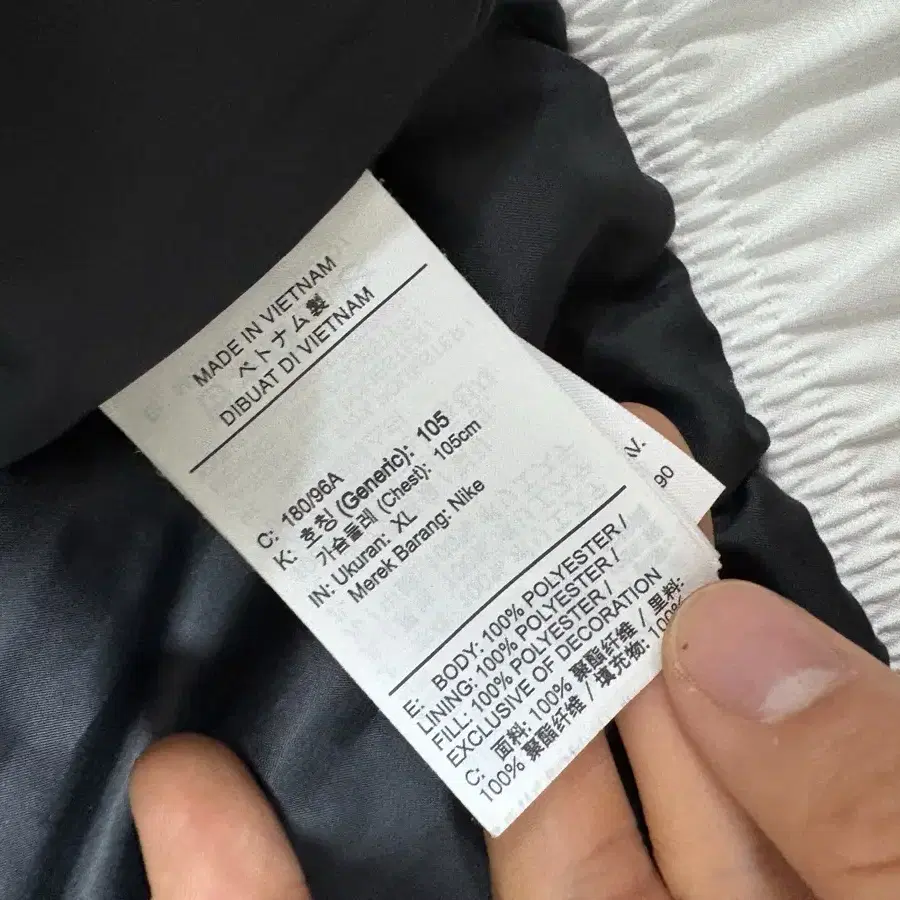 MADE IN VIETNAM
ベトナム製
DIBUAT DI VIETNAM
C: 180/96A
K: 호칭 (Generic): 105
가슴둘레 (Chest): 105cm
IN: Ukuran: XL
Merek Barang: Nike
E: BODY: 100% POLYESTER /
LINING: 100% POLYESTER /
FILL: 100% POLYESTER /
EXCLUSIVE OF DECORATION
C: 面料: 100% 聚酯纤维 / 里料:
100% 聚酯纤维 / 填充物: 100%
V.
90